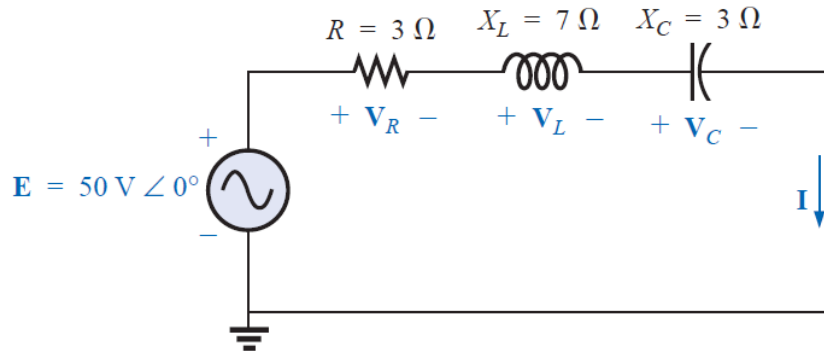 R = 3 Ω X_L = 7 Ω X_C = 3 Ω
+ V_R − + V_L − + V_C −
+
E = 50 V ∠ 0°
−
I